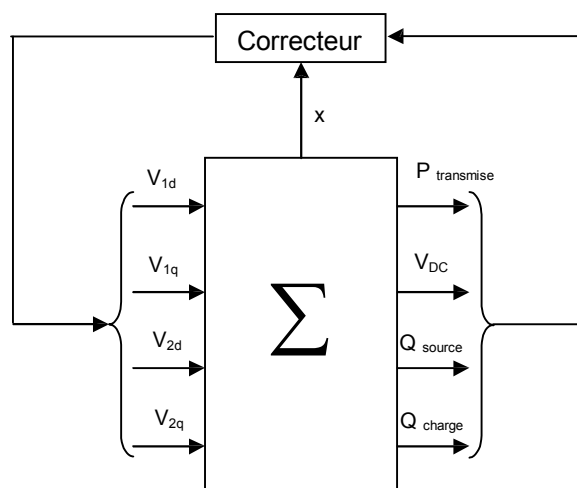 Correcteur
x
V1d
P transmise
V1q
VDC
∑
V2d
Q source
V2q
Q charge